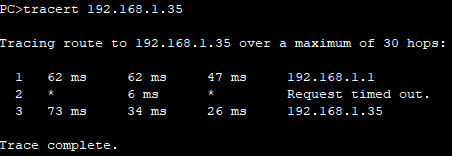 PC>tracert 192.168.1.35
Tracing route to 192.168.1.35 over a maximum of 30 hops:
1 62 ms 62 ms 47 ms 192.168.1.1
2 * 6 ms * Request timed out.
3 73 ms 34 ms 26 ms 192.168.1.35
Trace complete.